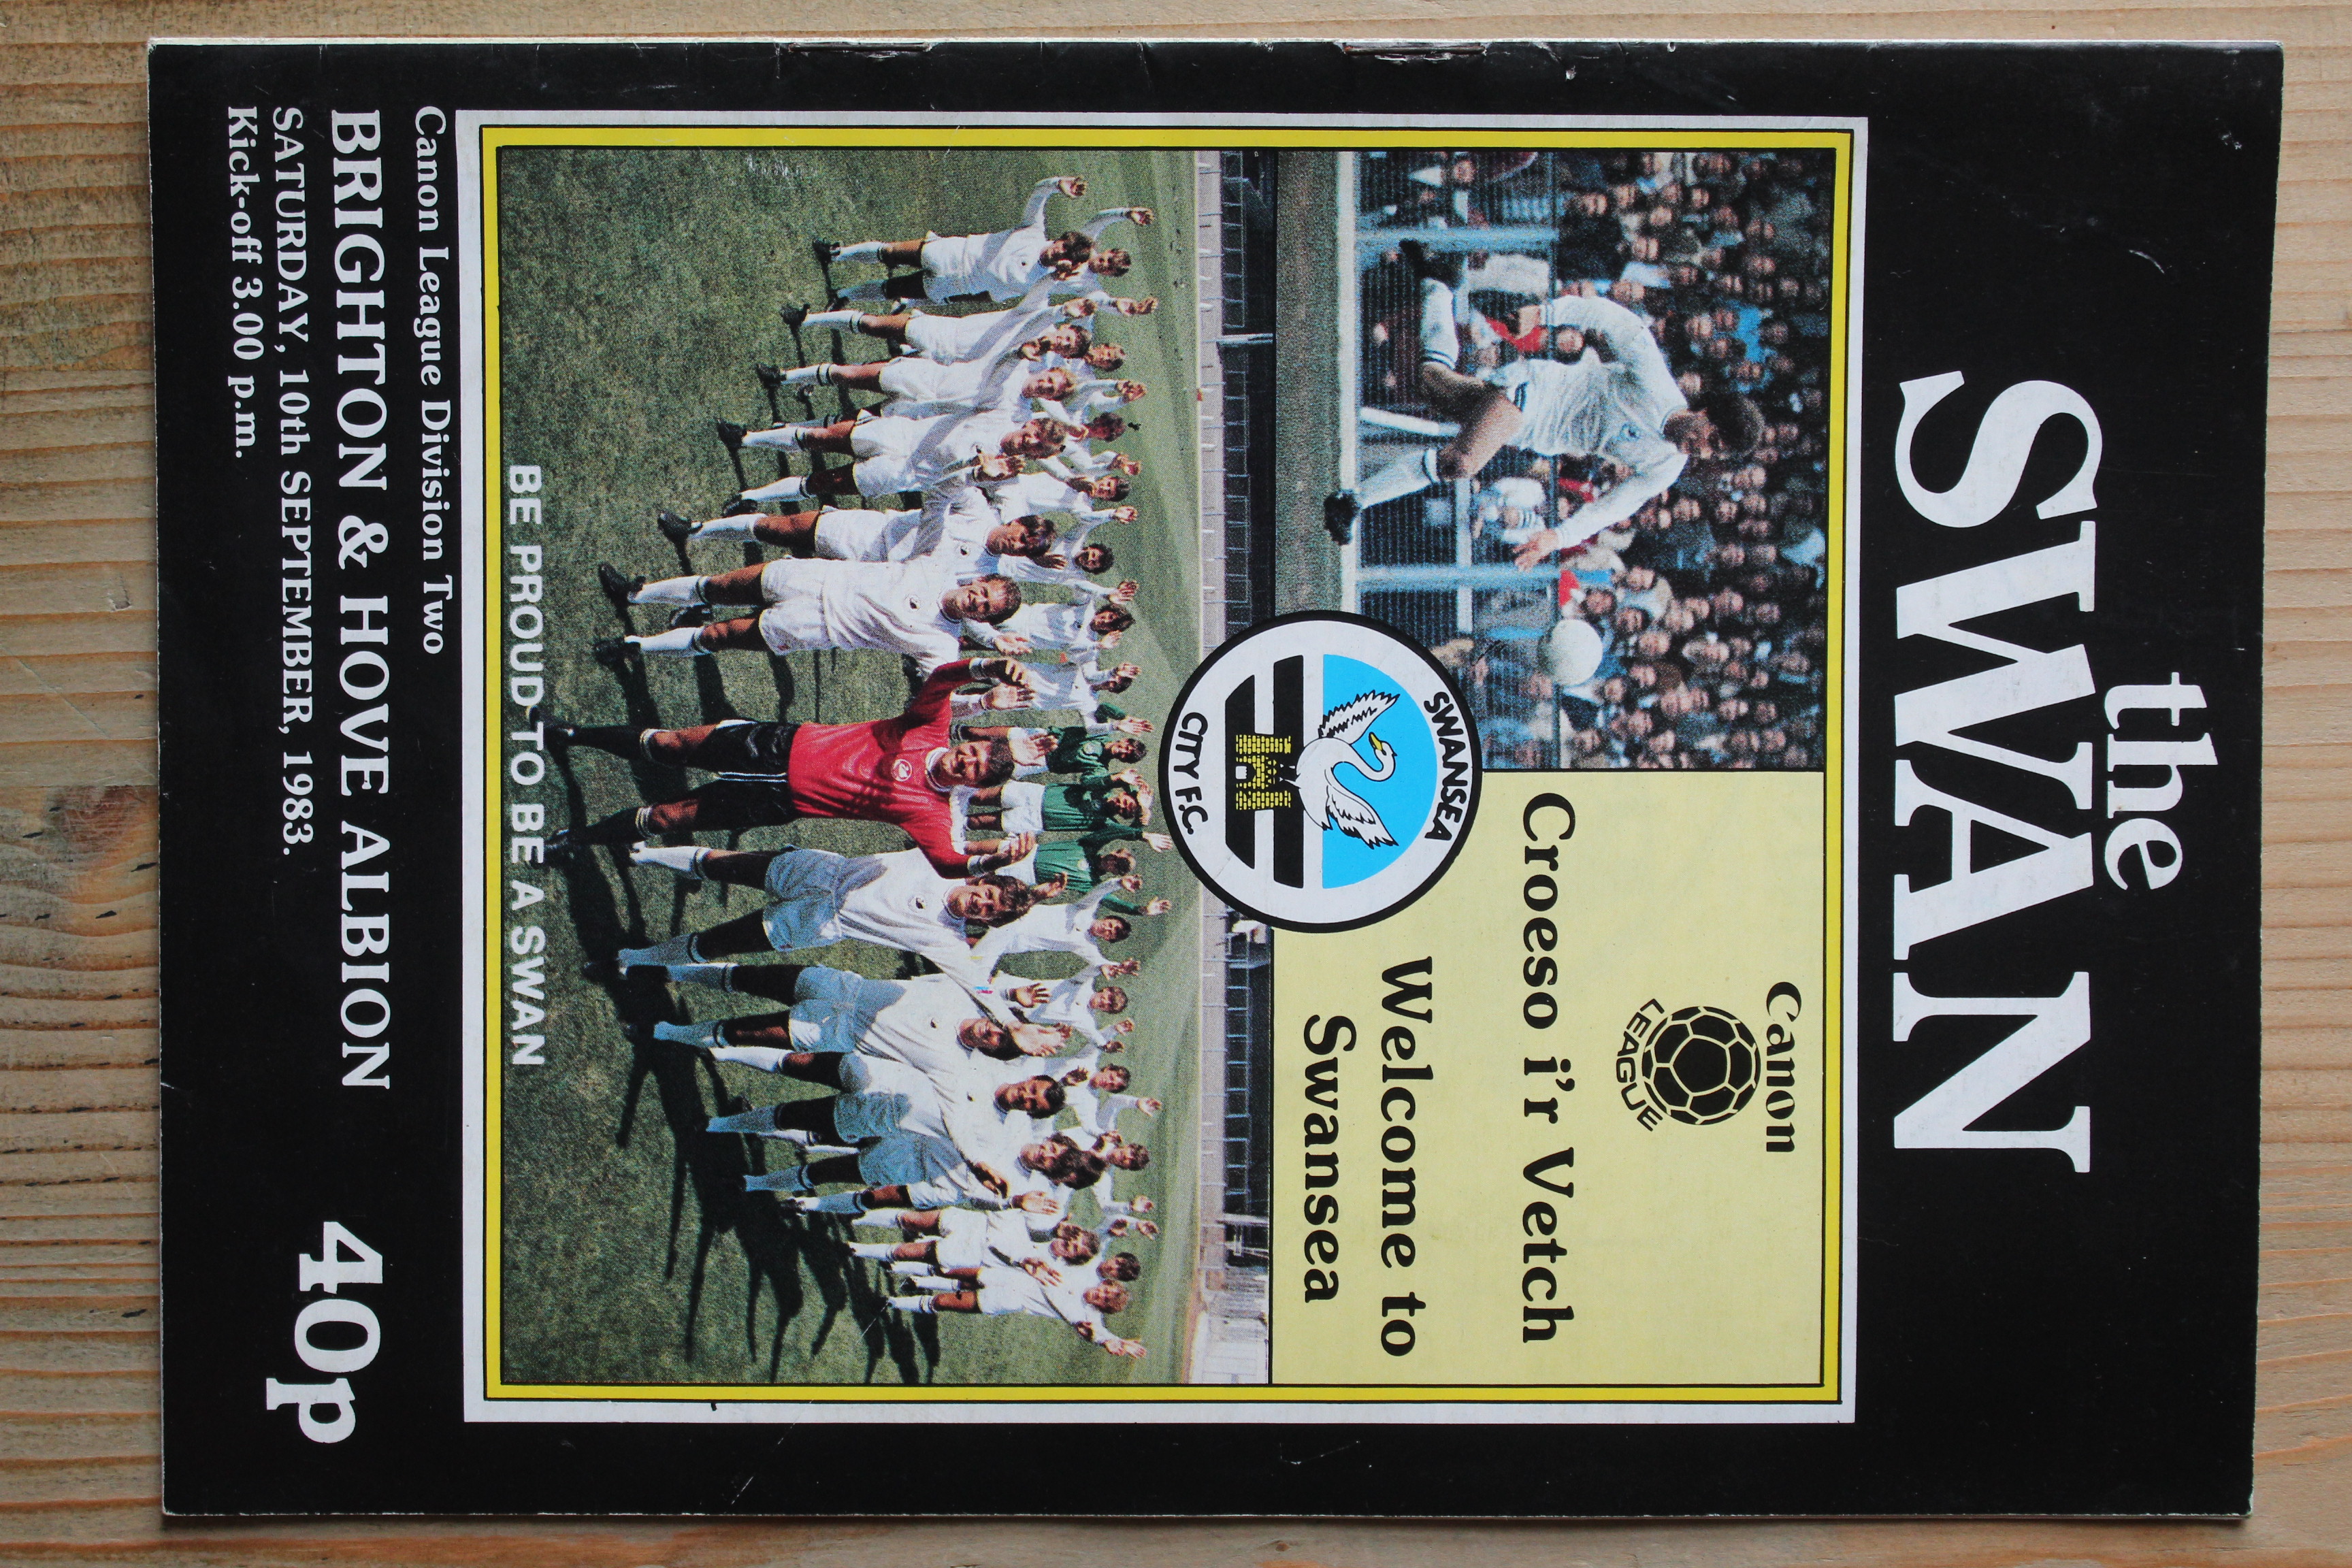 the
SWAN
Canon
LEAGUE
Croeso i'r Vetch
Welcome to
Swansea
SWANSEA
CITY F.C.
BE PROUD TO BE A SWAN
Canon League Division Two
BRIGHTON & HOVE ALBION
SATURDAY, 10th SEPTEMBER, 1983.
Kick-off 3.00 p.m.
40p